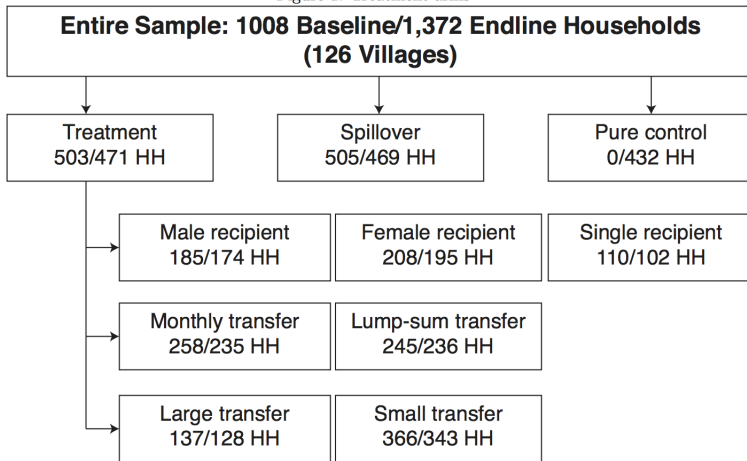 Entire Sample: 1008 Baseline/1,372 Endline Households
(126 Villages)
Treatment
503/471 HH
Spillover
505/469 HH
Pure control
0/432 HH
Male recipient
185/174 HH
Female recipient
208/195 HH
Single recipient
110/102 HH
Monthly transfer
258/235 HH
Lump-sum transfer
245/236 HH
Large transfer
137/128 HH
Small transfer
366/343 HH